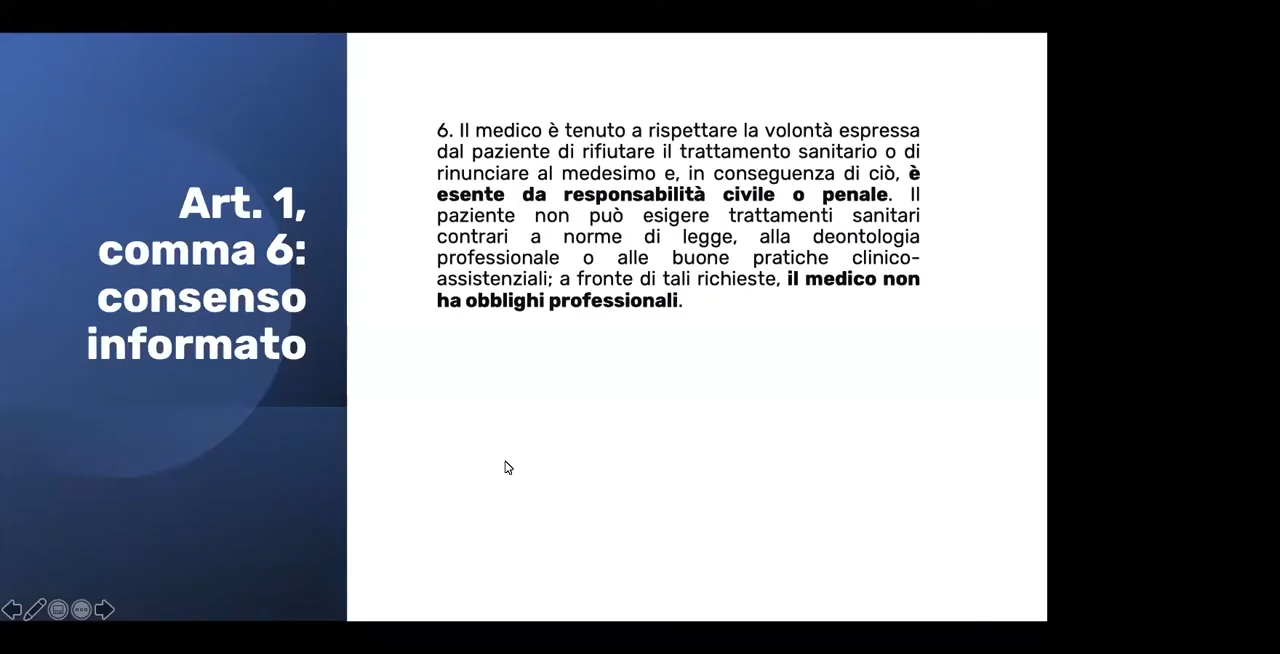 Art. 1,
comma 6:
consenso
informato
6. Il medico è tenuto a rispettare la volontà espressa
dal paziente di rifiutare il trattamento sanitario o di
rinunciare al medesimo e, in conseguenza di ciò, è
esente da responsabilità civile o penale. Il
paziente non può esigere trattamenti sanitari
contrari a norme di legge, alla deontologia
professionale o alle buone pratiche clinico-
assistenziali; a fronte di tali richieste, il medico non
ha obblighi professionali.